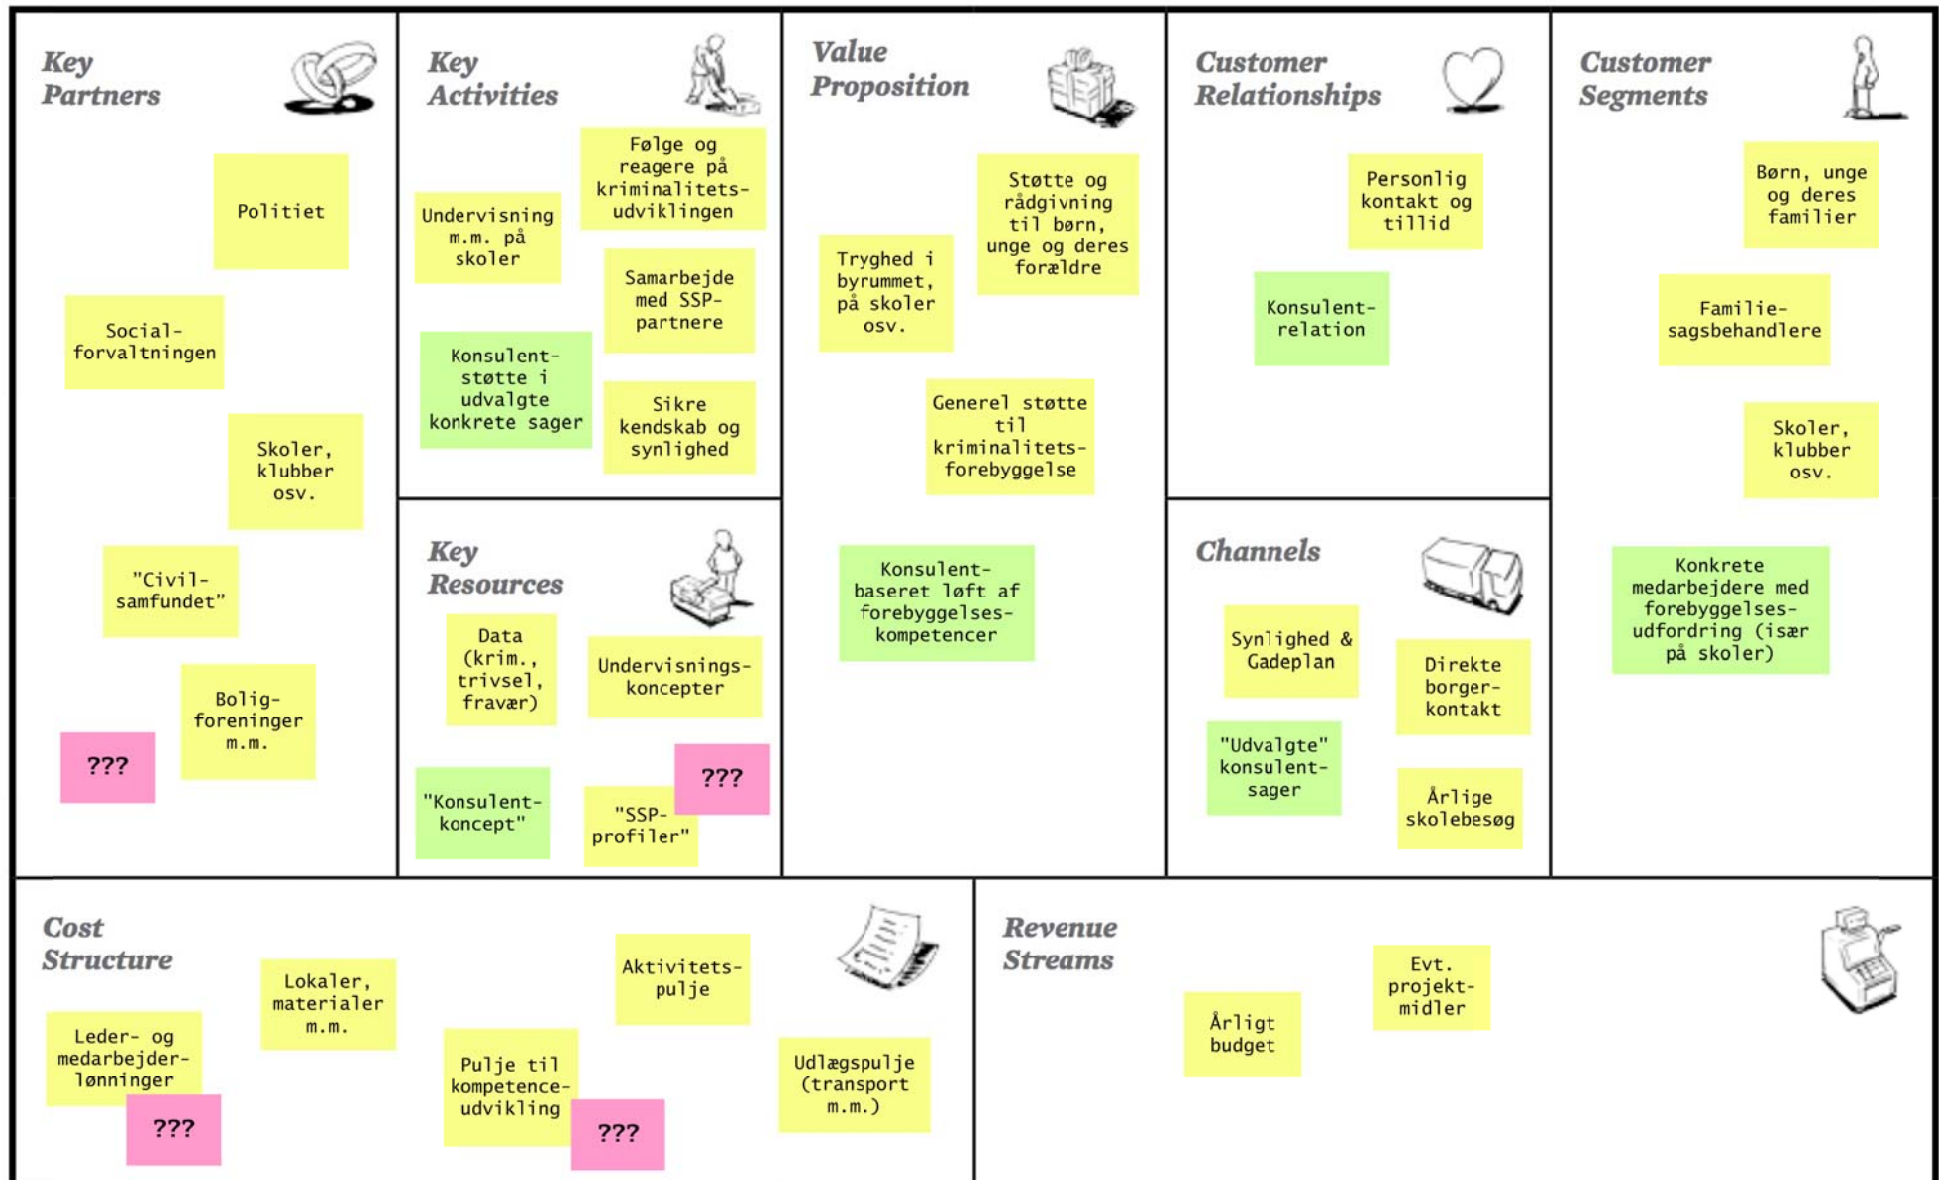 Key
Partners
Politiet
Social-
forvaltningen
Skoler,
klubber
osv.
"Civil-
samfundet"
Bolig-
foreninger
m.m.
???
Key
Activities
Følge og
reagere på
kriminalitets-
udviklingen
Undervisning
m.m. på
skoler
Samarbejde
med SSP-
partnere
Konsulent-
støtte i
udvalgte
konkrete sager
Sikre
kendskab og
synlighed
Key
Resources
Data
(krim.,
trivsel,
fravær)
Undervisnings-
koncepter
???
"Konsulent-
koncept"
"SSP-
profiler"
Value
Proposition
Støtte og
rådgivning
til børn,
unge og deres
forældre
Tryghed i
byrummet,
på skoler
osv.
Generel støtte
til
kriminalitets-
forebyggelse
Konsulent-
baseret løft af
forebyggelses-
kompetencer
Customer
Relationships
Personlig
kontakt og
tillid
Konsulent-
relation
Channels
Synlighed &
Gadeplan
Direkte
borger-
kontakt
"Udvalgte"
konsulent-
sager
Årlige
skolebesøg
Customer
Segments
Børn, unge
og deres
familier
Familie-
sagsbehandlere
Skoler,
klubber
osv.
Konkrete
medarbejdere med
forebyggelses-
udfordring (især
på skoler)
Cost
Structure
Leder- og
medarbejder-
lønninger
???
Lokaler,
materialer
m.m.
Pulje til
kompetence-
udvikling
???
Aktivitets-
pulje
Udlægspulje
(transport
m.m.)
Revenue
Streams
Årligt
budget
Evt.
projekt-
midler